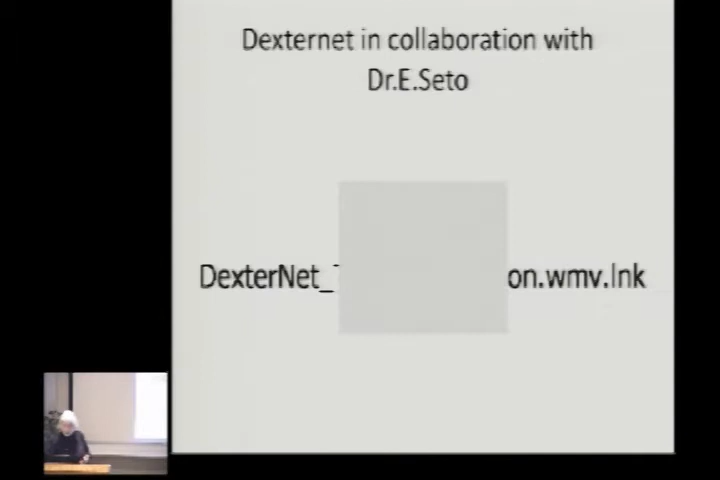 Dexternet in collaboration with
Dr.E.Seto
DexterNet_ on.wmv.lnk